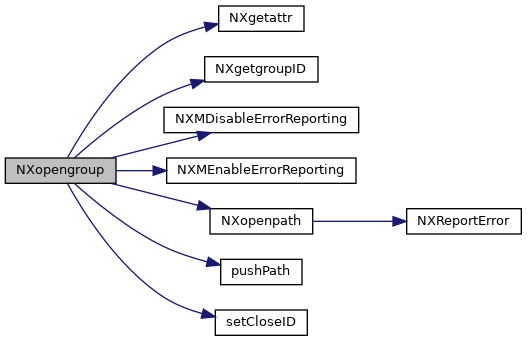 NXgetattr
NXgetgroupID
NXMDisableErrorReporting
NXopengroup
NXMEnableErrorReporting
NXopenpath
NXReportError
pushPath
setCloseID